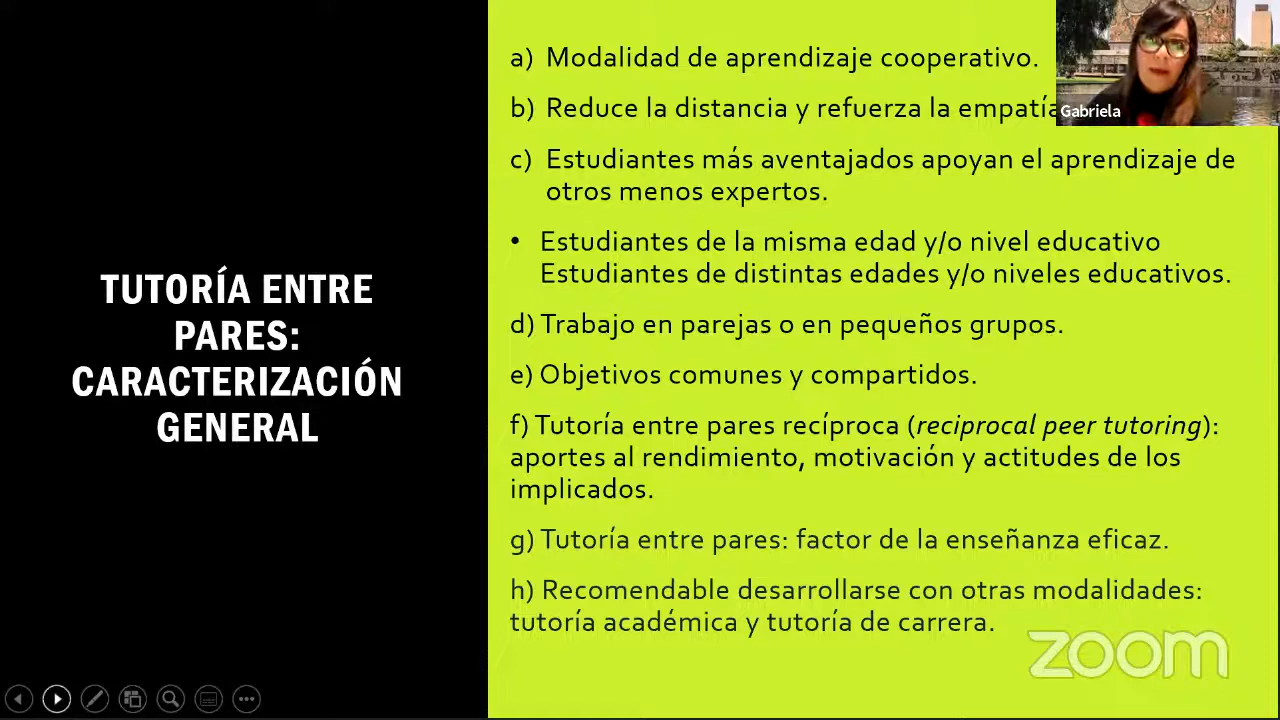 TUTORÍA ENTRE
PARES:
CARACTERIZACIÓN
GENERAL
a) Modalidad de aprendizaje cooperativo.
b) Reduce la distancia y refuerza la empatía
c) Estudiantes más aventajados apoyan el aprendizaje de
otros menos expertos.
• Estudiantes de la misma edad y/o nivel educativo
Estudiantes de distintas edades y/o niveles educativos.
d) Trabajo en parejas o en pequeños grupos.
e) Objetivos comunes y compartidos.
f) Tutoría entre pares recíproca (reciprocal peer tutoring):
aportes al rendimiento, motivación y actitudes de los
implicados.
g) Tutoría entre pares: factor de la enseñanza eficaz.
h) Recomendable desarrollarse con otras modalidades:
tutoría académica y tutoría de carrera.
Gabriela
zoom